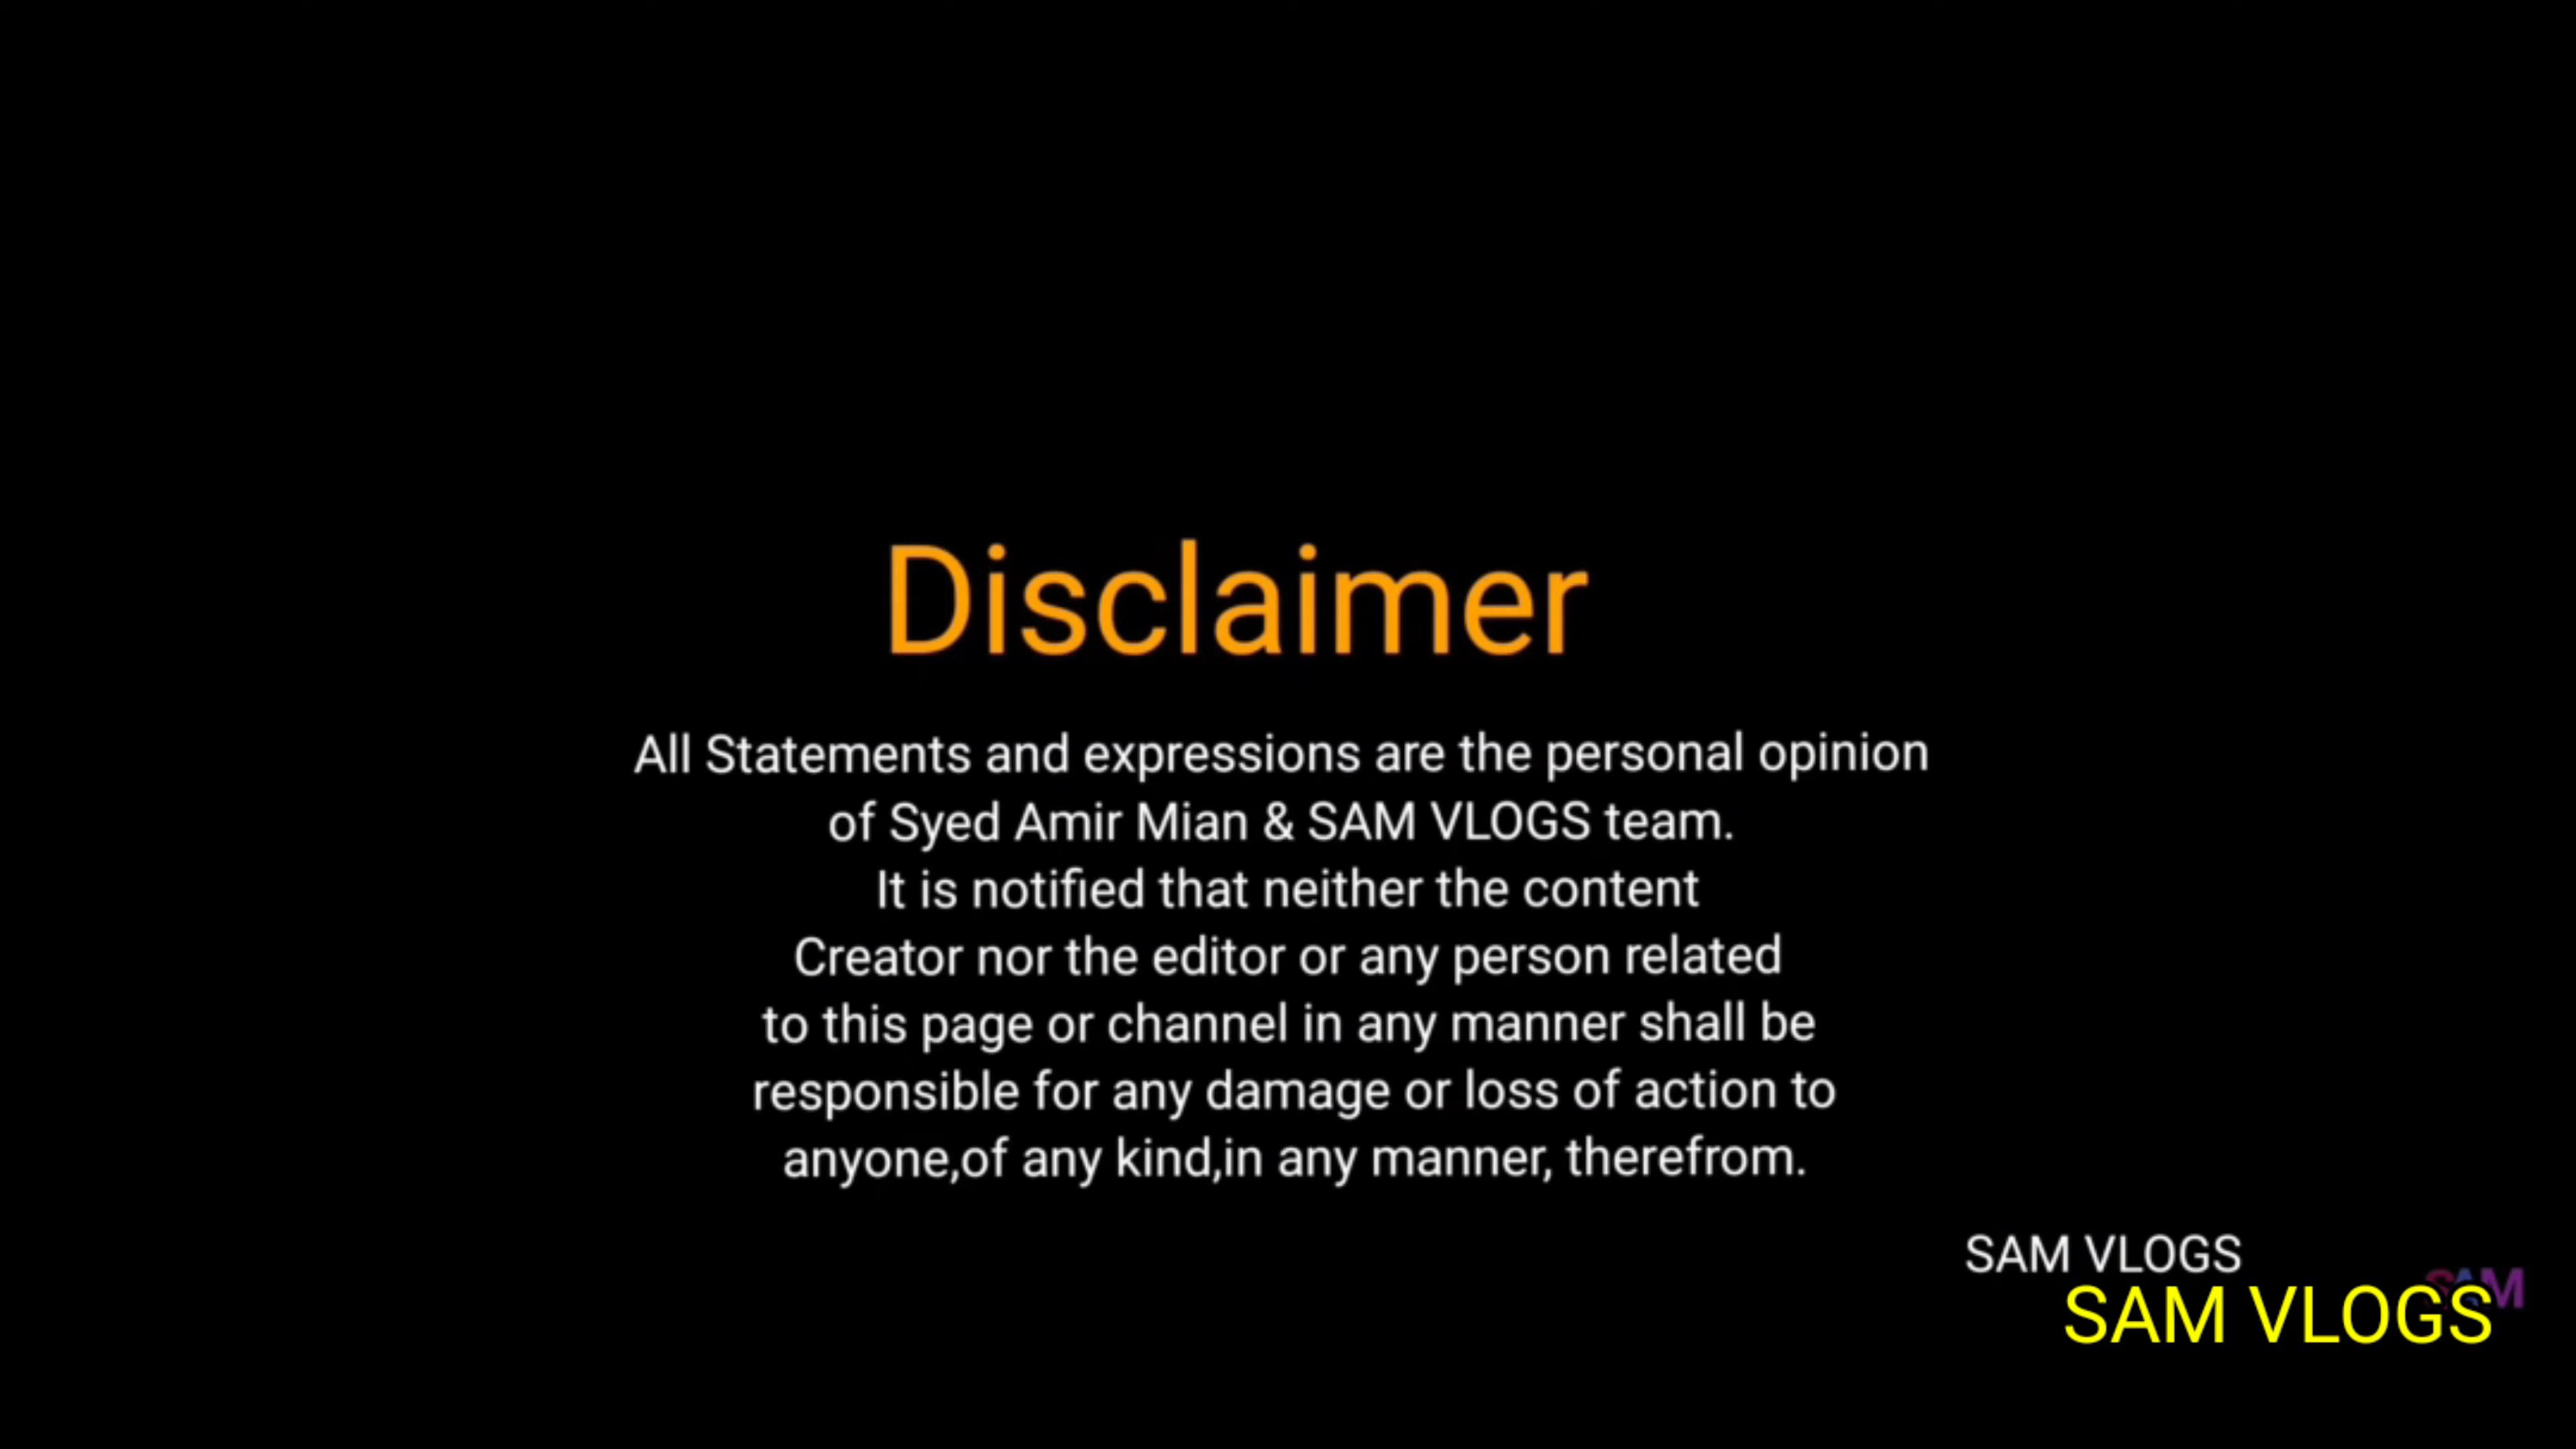 Disclaimer
All Statements and expressions are the personal opinion
of Syed Amir Mian & SAM VLOGS team.
It is notified that neither the content
Creator nor the editor or any person related
to this page or channel in any manner shall be
responsible for any damage or loss of action to
anyone,of any kind,in any manner, therefrom.
SAM VLOGS
SAM
SAM VLOGS